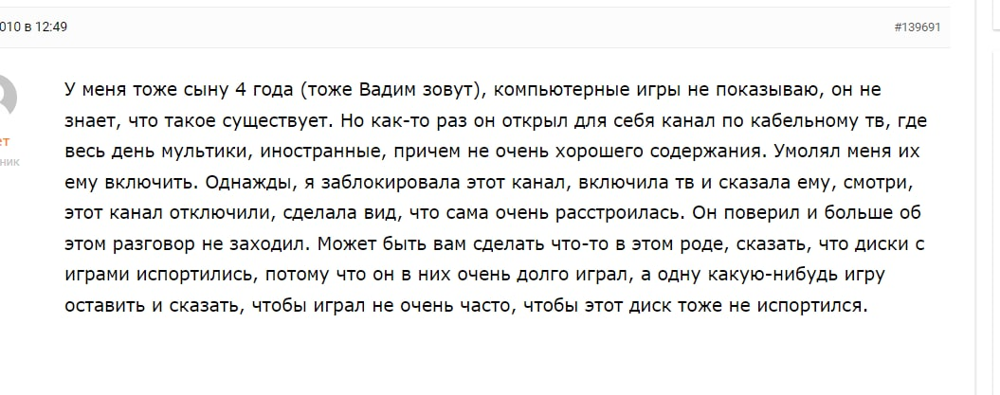 010 в 12:49
#139691
ет
ник
У меня тоже сыну 4 года (тоже Вадим зовут), компьютерные игры не показываю, он не
знает, что такое существует. Но как-то раз он открыл для себя канал по кабельному тв, где
весь день мультики, иностранные, причем не очень хорошего содержания. Умолял меня их
ему включить. Однажды, я заблокировала этот канал, включила тв и сказала ему, смотри,
этот канал отключили, сделала вид, что сама очень расстроилась. Он поверил и больше об
этом разговор не заходил. Может быть вам сделать что-то в этом роде, сказать, что диски с
играми испортились, потому что он в них очень долго играл, а одну какую-нибудь игру
оставить и сказать, чтобы играл не очень часто, чтобы этот диск тоже не испортился.